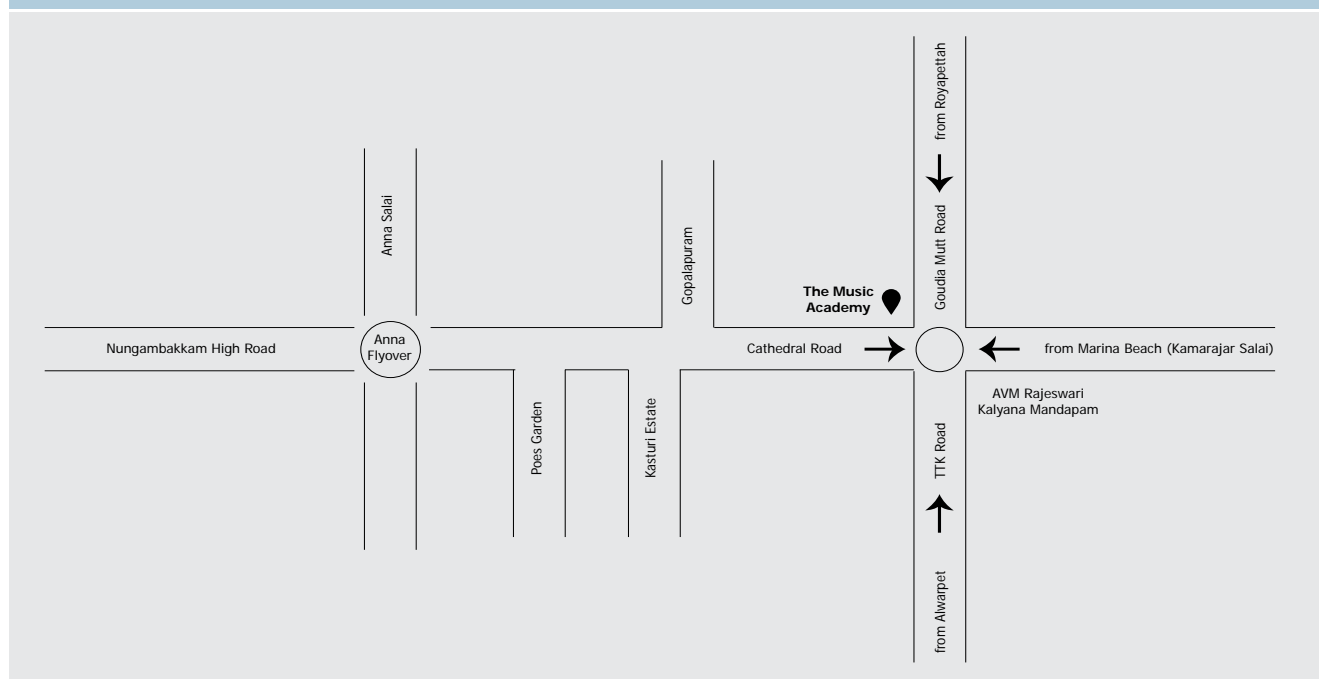 from Royapettah
Anna Salai
Gopalapuram
Goudia Mutt Road
The Music
Academy
Nungambakkam High Road
Anna
Flyover
Cathedral Road
from Marina Beach (Kamarajar Salai)
AVM Rajeswari
Kalyana Mandapam
Poes Garden
Kasturi Estate
TTK Road
from Alwarpet